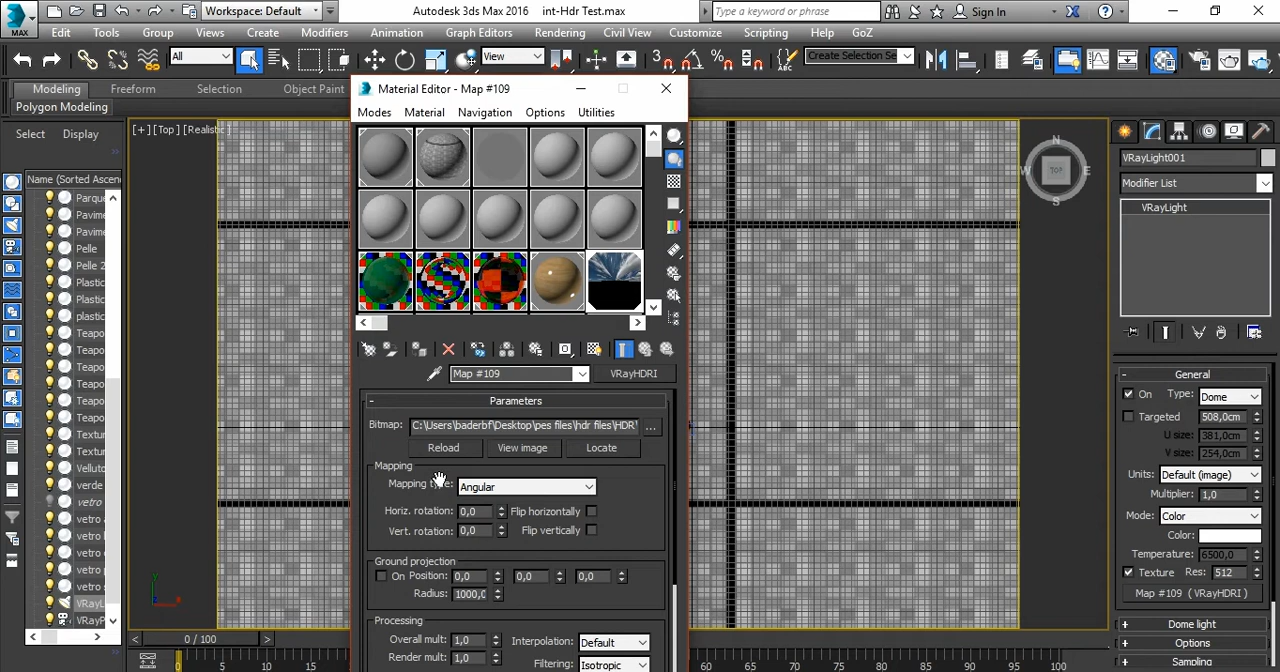 Workspace: Default
Autodesk 3ds Max 2016    int-Hdr Test.max
Type a keyword or phrase
Sign In
MAX
Edit Tools Group Views Create Modifiers Animation Graph Editors Rendering Civil View Customize Scripting Help GoZ
All
View
3
Create Selection Se
Modeling Freeform Selection Object Paint
Polygon Modeling
Select Display
Name (Sorted Ascen
Parque
Pavime
Pavime
Pelle
Pelle 2
Plastic
Plastic
plastic
Teapo
Teapo
Teapo
Teapo
Teapo
Teapo
Textur
Textur
Vellutc
verde
vetro
vetro a
vetro b
vetro c
vetro p
vetro s
VRayL
VRayP
[+] [Top] [Realistic
N
W TOP E
S
Material Editor - Map #109
Modes Material Navigation Options Utilities
Map #109
VRayHDRI
- Parameters
Bitmap: C:\Users\baderbf\Desktop\pes files\hdr files\HDR\ ...
Reload View image Locate
Mapping
Mapping type: Angular
Horiz. rotation: 0,0 Flip horizontally
Vert. rotation: 0,0 Flip vertically
Ground projection
On Position: 0,0 0,0 0,0
Radius: 1000,0
Processing
Overall mult: 1,0 Interpolation: Default
Render mult: 1,0 Filtering: Isotropic
VRayLight001
Modifier List
VRayLight
- General
On Type: Dome
Targeted 508,0cm
U size: 381,0cm
V size: 254,0cm
Units: Default (image)
Multiplier: 1,0
Mode: Color
Color:
Temperature: 6500,0
Texture Res: 512
Map #109 ( VRayHDRI )
+ Dome light
+ Options
+ Sampling
0 / 100
0 5 10 15 60 65 70 75 80 85 90 95 100